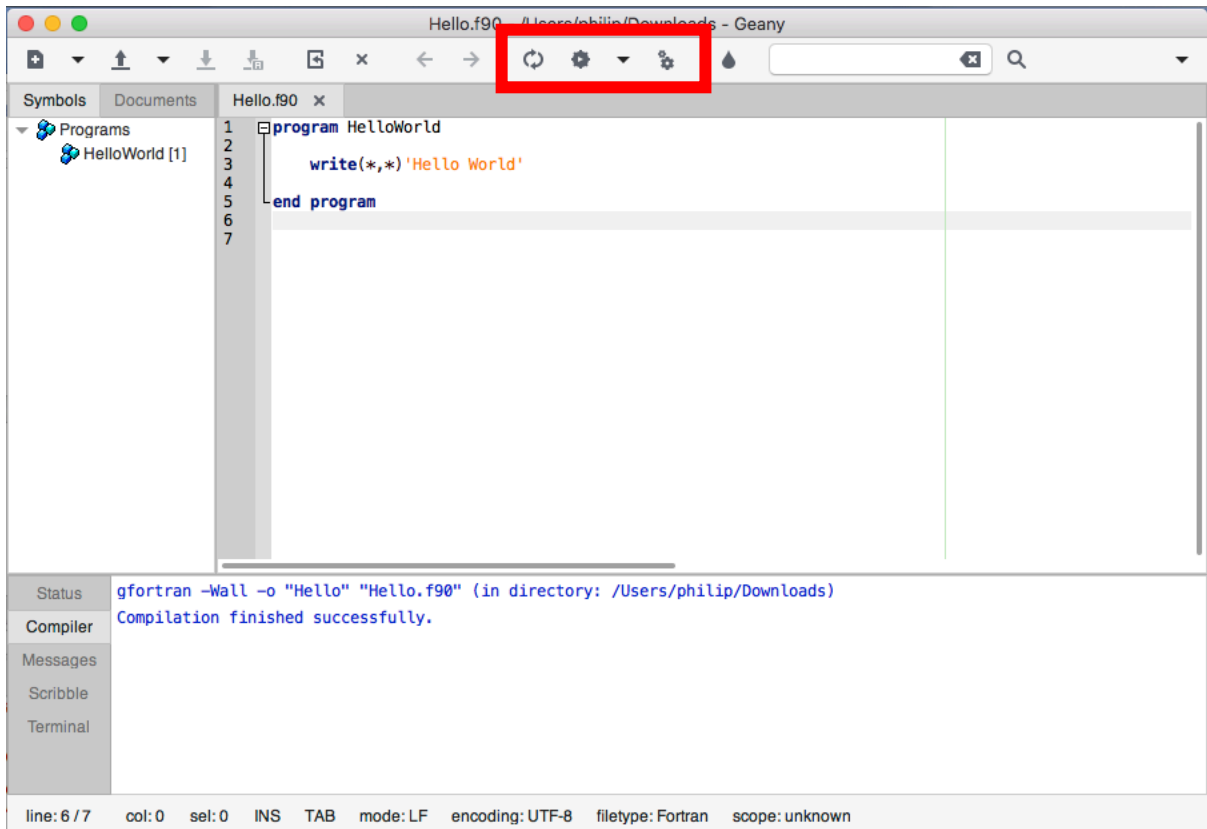 Hello.f90 - /Users/philip/Downloads - Geany
Symbols Documents Hello.f90
Programs
HelloWorld [1]
1 program HelloWorld
2
3 write(*,*)'Hello World'
4
5 end program
6
7
Status
Compiler
Messages
Scribble
Terminal
gfortran -Wall -o "Hello" "Hello.f90" (in directory: /Users/philip/Downloads)
Compilation finished successfully.
line: 6 / 7 col: 0 sel: 0 INS TAB mode: LF encoding: UTF-8 filetype: Fortran scope: unknown